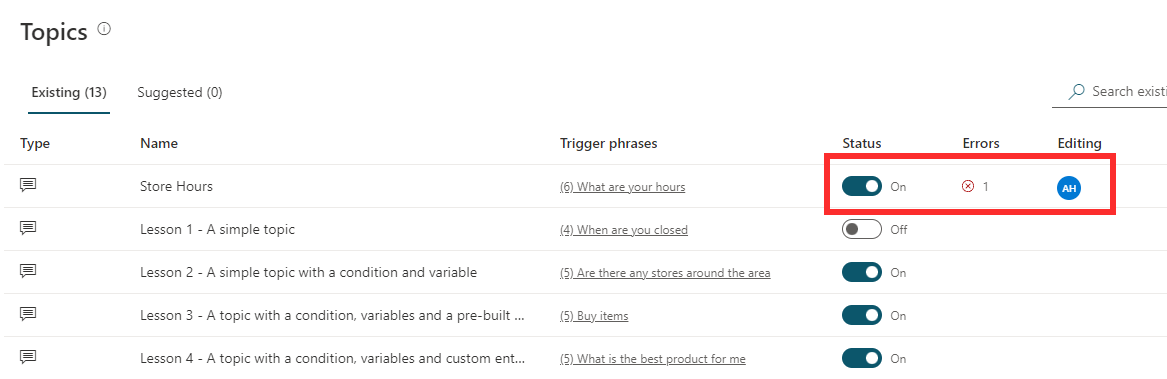 Topics
Existing (13) Suggested (0) Search existi
Type Name Trigger phrases Status Errors Editing
Store Hours (6) What are your hours On 1 AH
Lesson 1 - A simple topic (4) When are you closed Off
Lesson 2 - A simple topic with a condition and variable (5) Are there any stores around the area On
Lesson 3 - A topic with a condition, variables and a pre-built ... (5) Buy items On
Lesson 4 - A topic with a condition, variables and custom ent... (5) What is the best product for me On